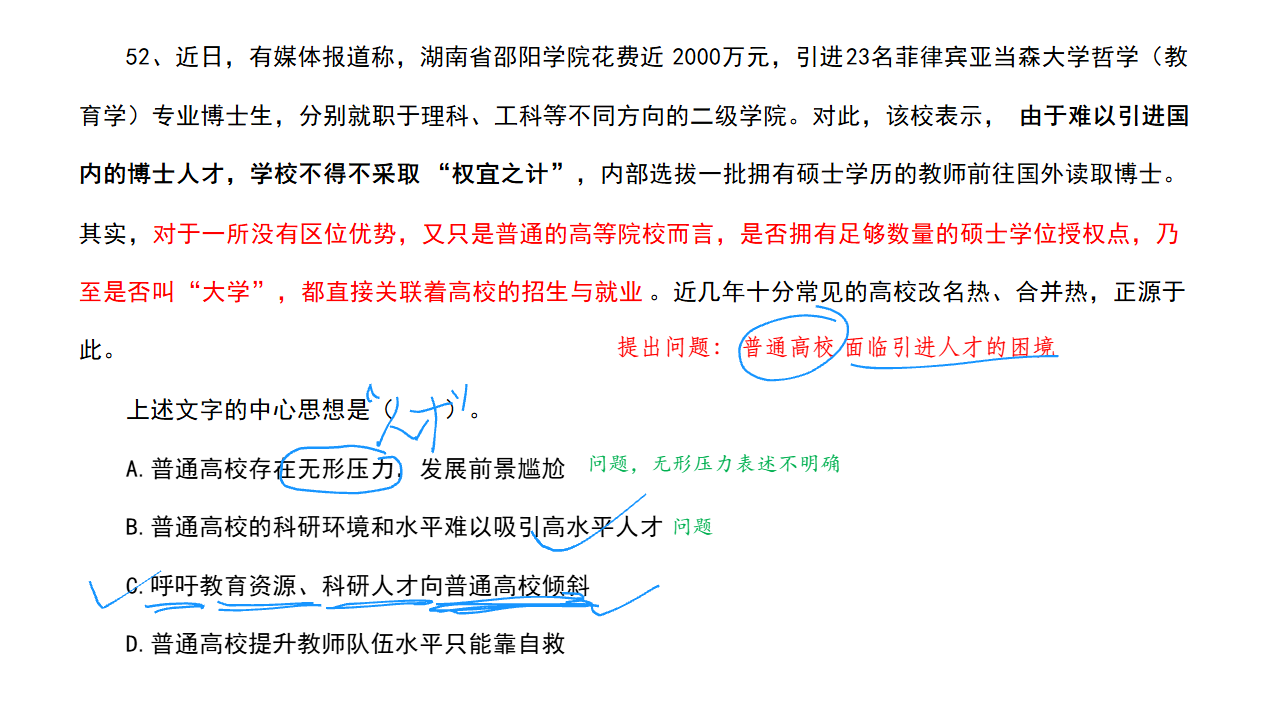 52、近日，有媒体报道称，湖南省邵阳学院花费近 2000万元，引进23名菲律宾亚当森大学哲学（教
育学）专业博士生，分别就职于理科、工科等不同方向的二级学院。对此，该校表示， 由于难以引进国
内的博士人才，学校不得不采取 “权宜之计”，内部选拔一批拥有硕士学历的教师前往国外读取博士。
其实，对于一所没有区位优势，又只是普通的高等院校而言，是否拥有足够数量的硕士学位授权点，乃
至是否叫“大学”，都直接关联着高校的招生与就业 。近几年十分常见的高校改名热、合并热，正源于
此。
提出问题： 普通高校 面临引进人才的困境
上述文字的中心思想是（ ）。
“人才”
A.普通高校存在无形压力，发展前景尴尬
问题，无形压力表述不明确
B.普通高校的科研环境和水平难以吸引高水平人才
问题
C.呼吁教育资源、科研人才向普通高校倾斜
D.普通高校提升教师队伍水平只能靠自救